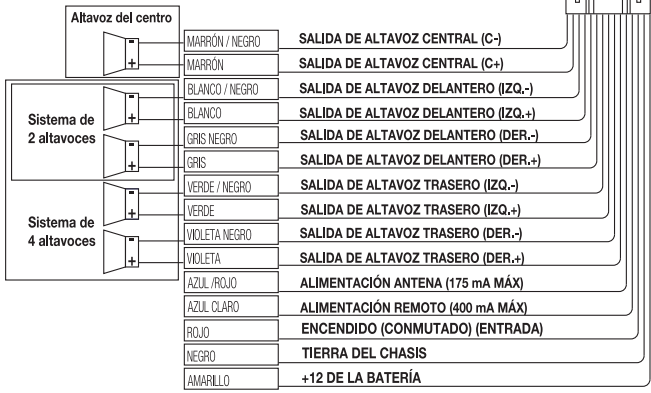 Altavoz del centro
MARRÓN / NEGRO SALIDA DE ALTAVOZ CENTRAL (C-)
MARRÓN SALIDA DE ALTAVOZ CENTRAL (C+)
BLANCO / NEGRO SALIDA DE ALTAVOZ DELANTERO (IZQ.-)
Sistema de
2 altavoces
BLANCO SALIDA DE ALTAVOZ DELANTERO (IZQ.+)
GRIS NEGRO SALIDA DE ALTAVOZ DELANTERO (DER.-)
GRIS SALIDA DE ALTAVOZ DELANTERO (DER.+)
VERDE / NEGRO SALIDA DE ALTAVOZ TRASERO (IZQ.-)
Sistema de
4 altavoces
VERDE SALIDA DE ALTAVOZ TRASERO (IZQ.+)
VIOLETA NEGRO SALIDA DE ALTAVOZ TRASERO (DER.-)
VIOLETA SALIDA DE ALTAVOZ TRASERO (DER.+)
AZUL /ROJO ALIMENTACIÓN ANTENA (175 mA MÁX)
AZUL CLARO ALIMENTACIÓN REMOTO (400 mA MÁX)
ROJO ENCENDIDO (CONMUTADO) (ENTRADA)
NEGRO TIERRA DEL CHASIS
AMARILLO +12 DE LA BATERÍA